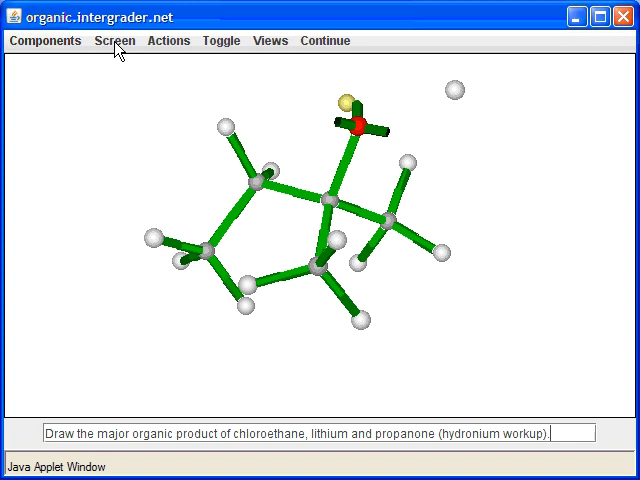 organic.intergrader.net
Components Screen Actions Toggle Views Continue
Draw the major organic product of chloroethane, lithium and propanone (hydronium workup).
Java Applet Window